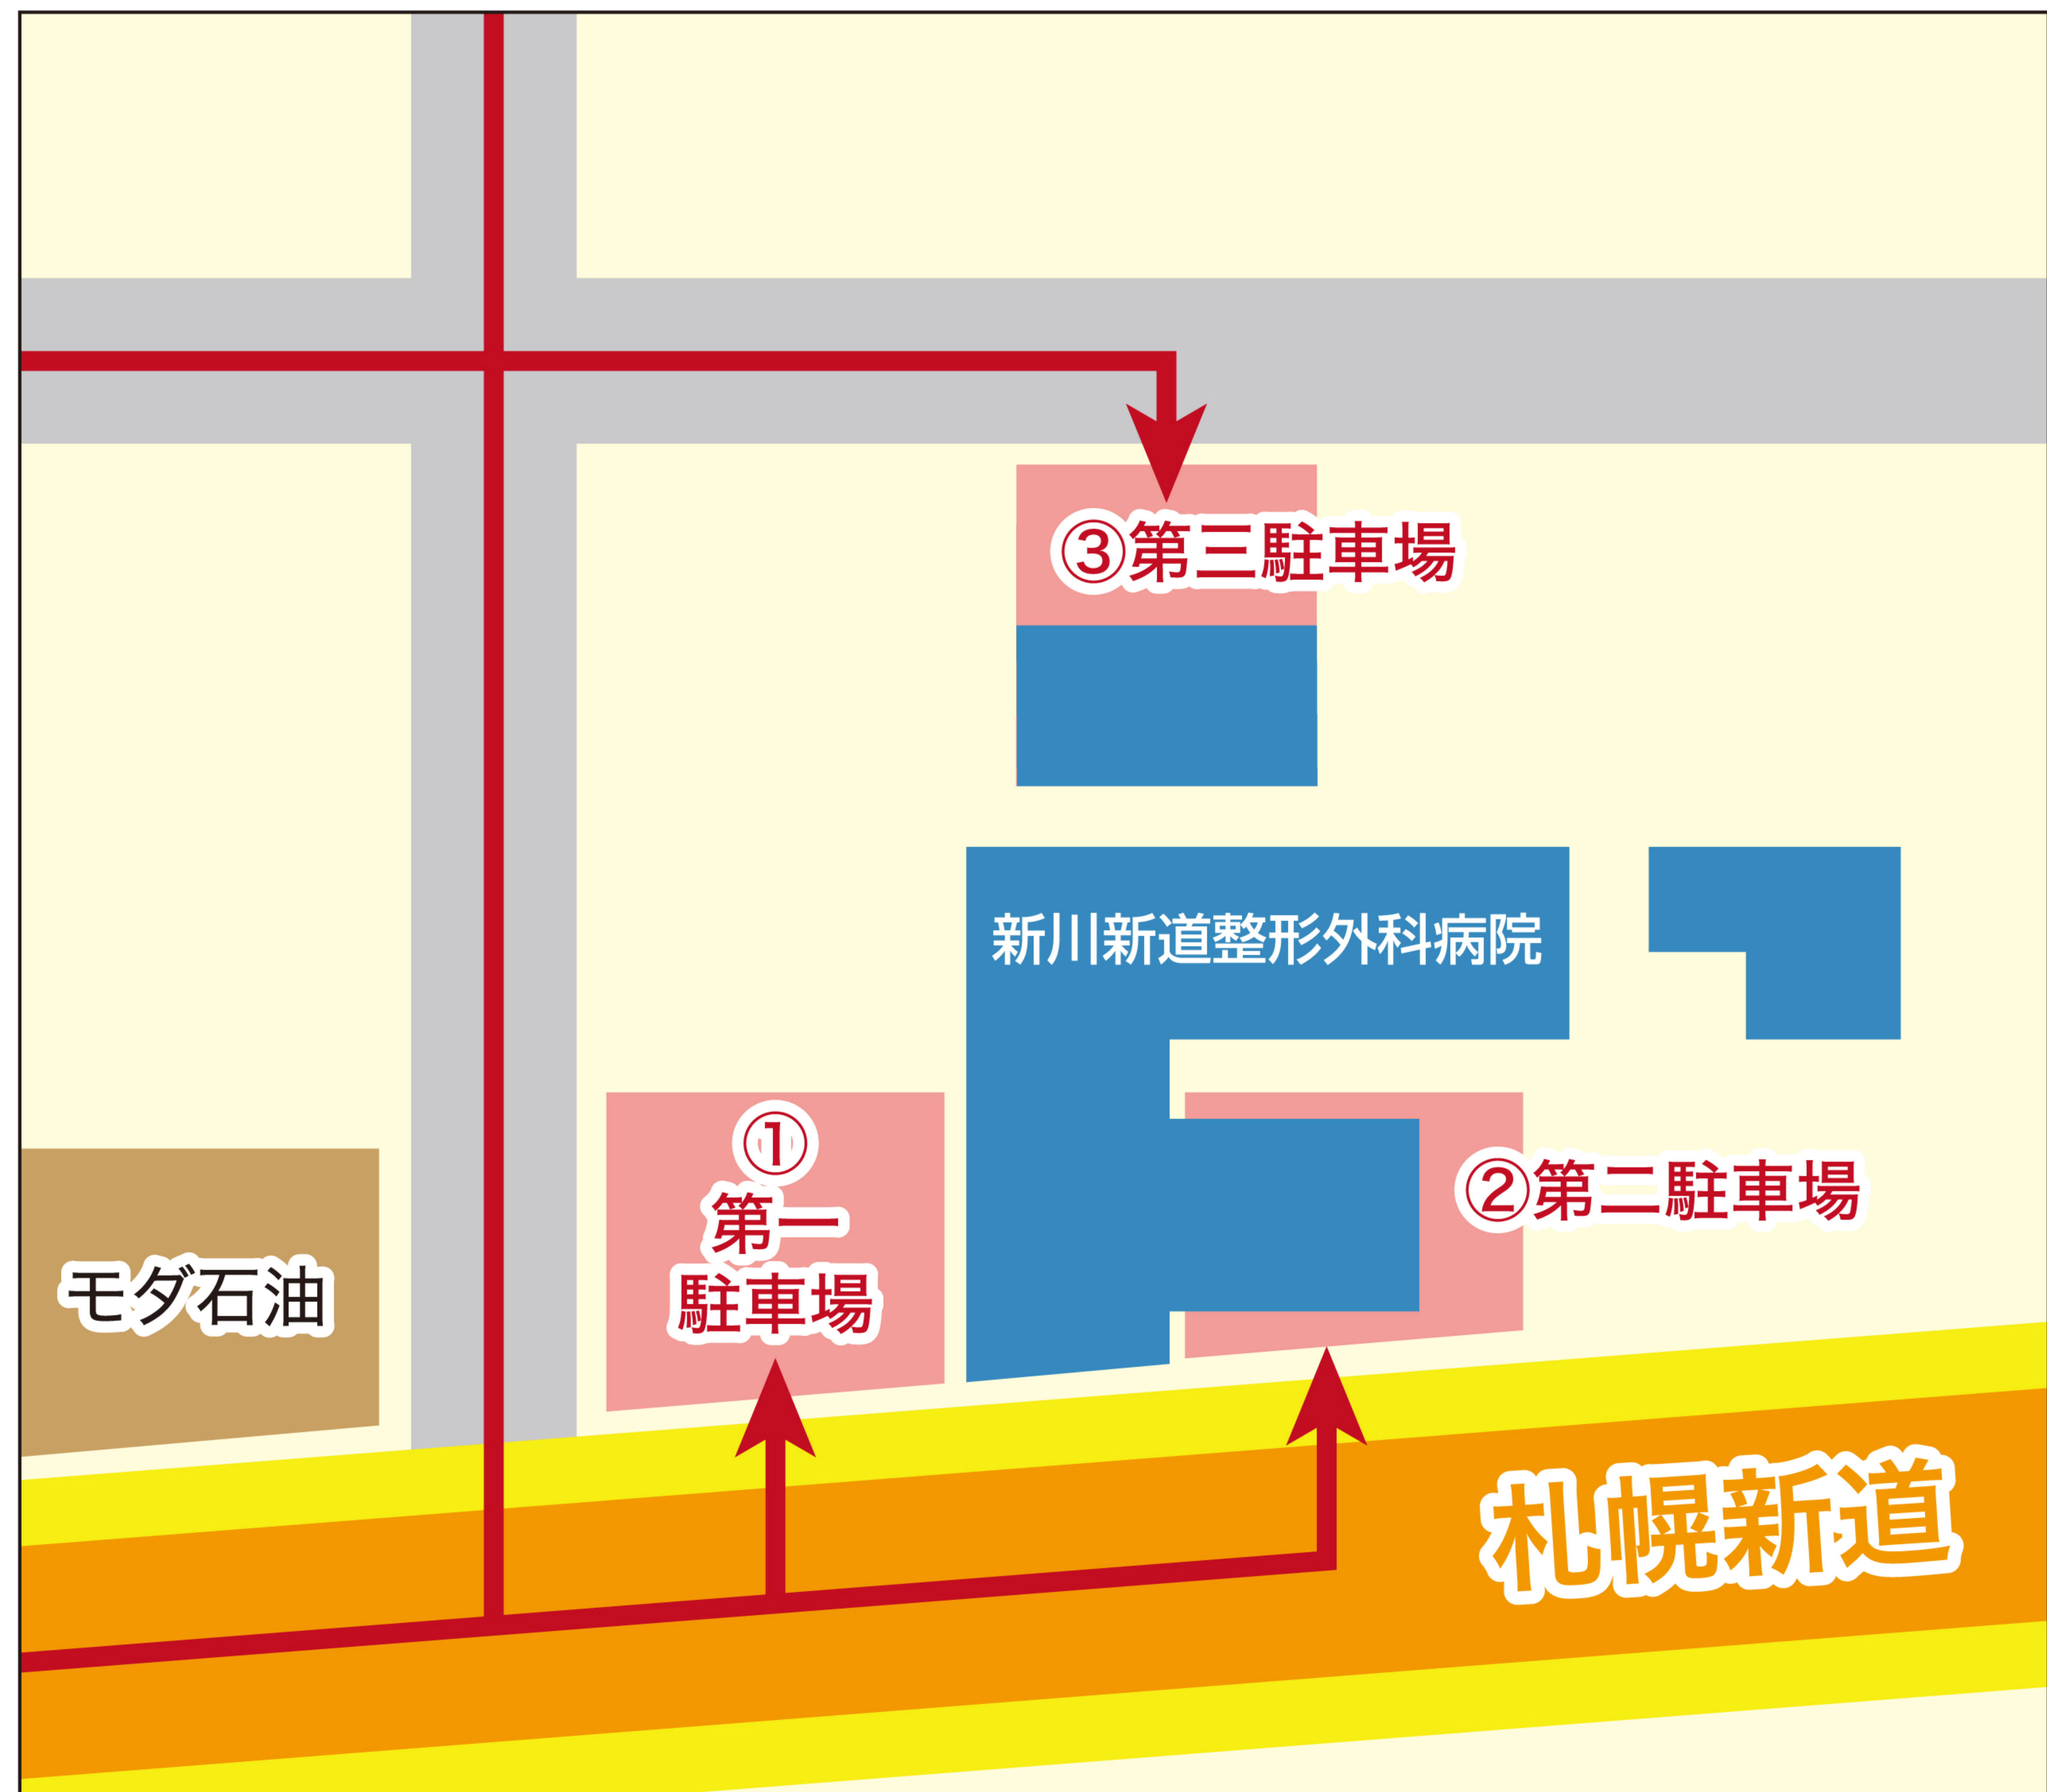 ③第三駐車場
新川新道整形外科病院
①
第一
駐車場
②第二駐車場
モダ石油
札幌新道